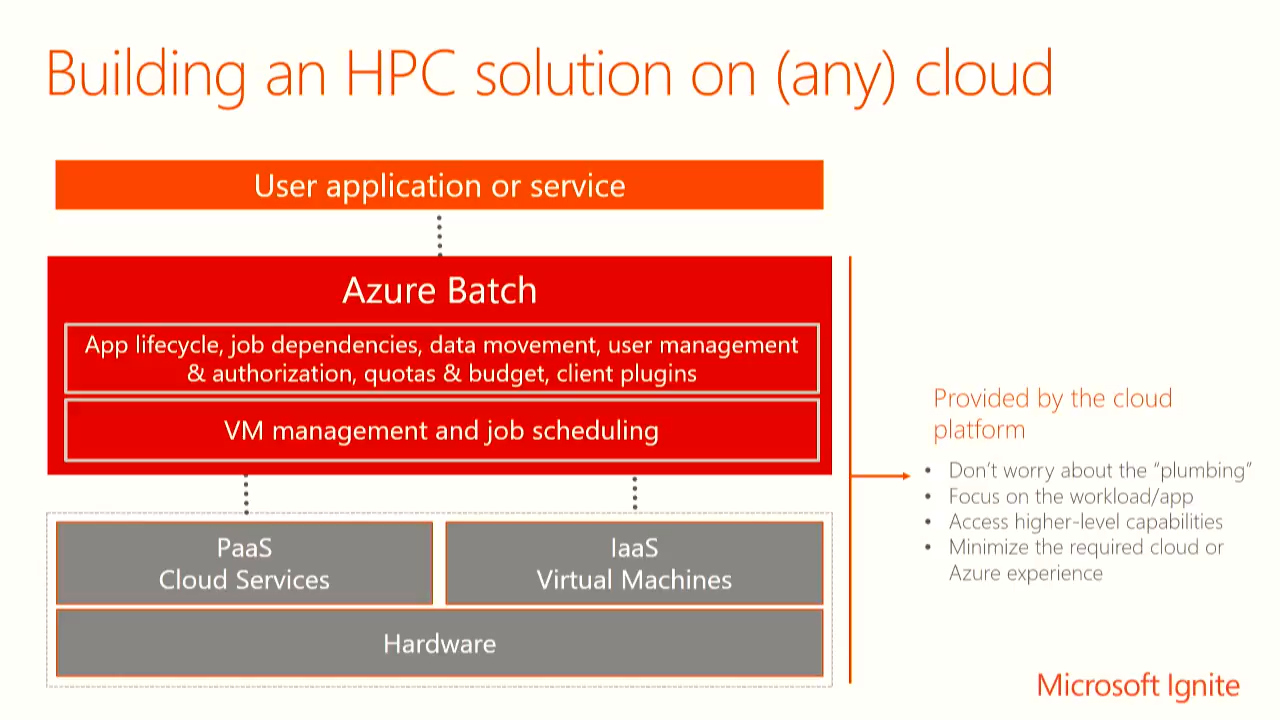 Building an HPC solution on (any) cloud
User application or service
Azure Batch
App lifecycle, job dependencies, data movement, user management
& authorization, quotas & budget, client plugins
VM management and job scheduling
PaaS
Cloud Services
IaaS
Virtual Machines
Hardware
Provided by the cloud
platform
• Don’t worry about the “plumbing”
• Focus on the workload/app
• Access higher-level capabilities
• Minimize the required cloud or
Azure experience
Microsoft Ignite